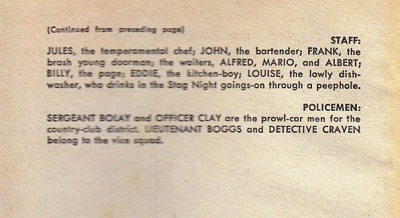 (Continued from preceding page)
STAFF:
JULES, the temperamental chef; JOHN, the bartender; FRANK, the
brash young doorman; the waiters, ALFRED, MARIO, and ALBERT;
BILLY, the page; EDDIE, the kitchen-boy; LOUISE, the lowly dish-
washer, who drinks in the Stag Night goings-on through a peephole.
POLICEMEN:
SERGEANT BOLAY and OFFICER CLAY are the prowl-car men for the
country-club district. LIEUTENANT BOGGS and DETECTIVE CRAVEN
belong to the vice squad.